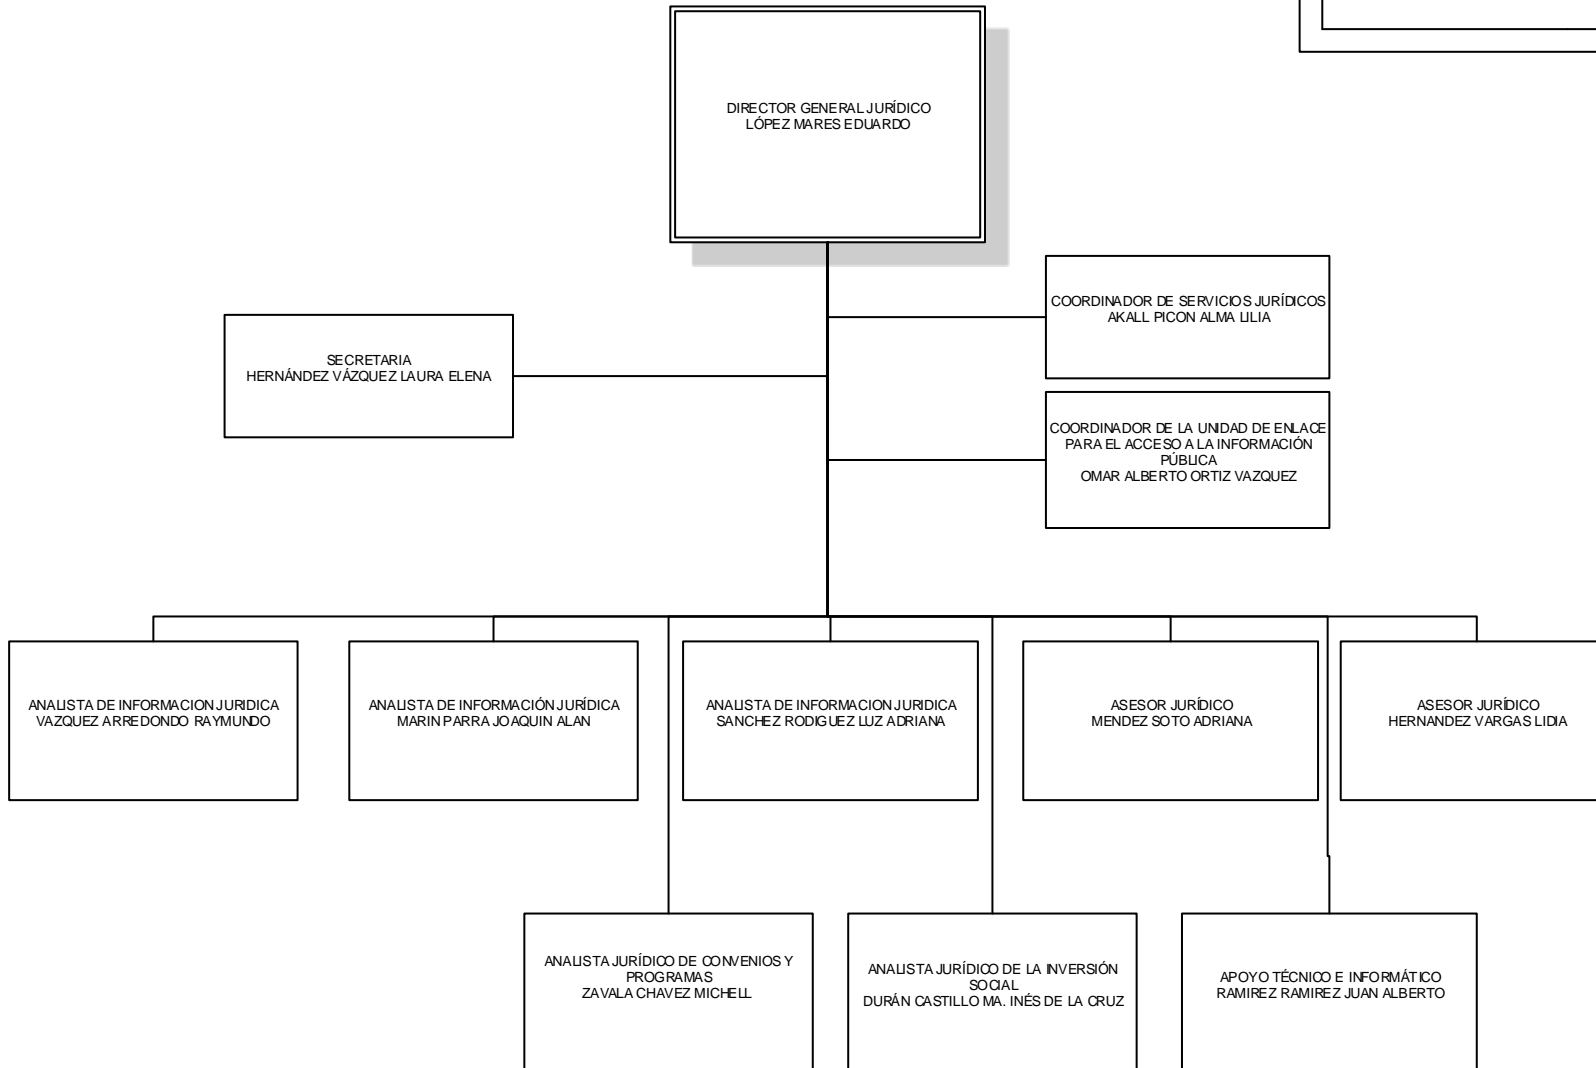 DIRECTOR GENERAL JURÍDICO
LÓPEZ MARES EDUARDO
COORDINADOR DE SERVICIOS JURÍDICOS
AKALL PICON ALMA LILIA
SECRETARIA
HERNÁNDEZ VÁZQUEZ LAURA ELENA
COORDINADOR DE LA UNIDAD DE ENLACE
PARA EL ACCESO A LA INFORMACIÓN
PÚBLICA
OMAR ALBERTO ORTIZ VAZQUEZ
ANALISTA DE INFORMACION JURIDICA
VAZQUEZ ARREDONDO RAYMUNDO
ANALISTA DE INFORMACIÓN JURÍDICA
MARIN PARRA JOAQUIN ALAN
ANALISTA DE INFORMACION JURIDICA
SANCHEZ RODIGUEZ LUZ ADRIANA
ASESOR JURÍDICO
MENDEZ SOTO ADRIANA
ASESOR JURÍDICO
HERNANDEZ VARGAS LIDIA
ANALISTA JURÍDICO DE CONVENIOS Y
PROGRAMAS
ZAVALA CHAVEZ MICHELL
ANALISTA JURÍDICO DE LA INVERSIÓN
SOCIAL
DURÁN CASTILLO MA. INÉS DE LA CRUZ
APOYO TÉCNICO E INFORMÁTICO
RAMIREZ RAMIREZ JUAN ALBERTO